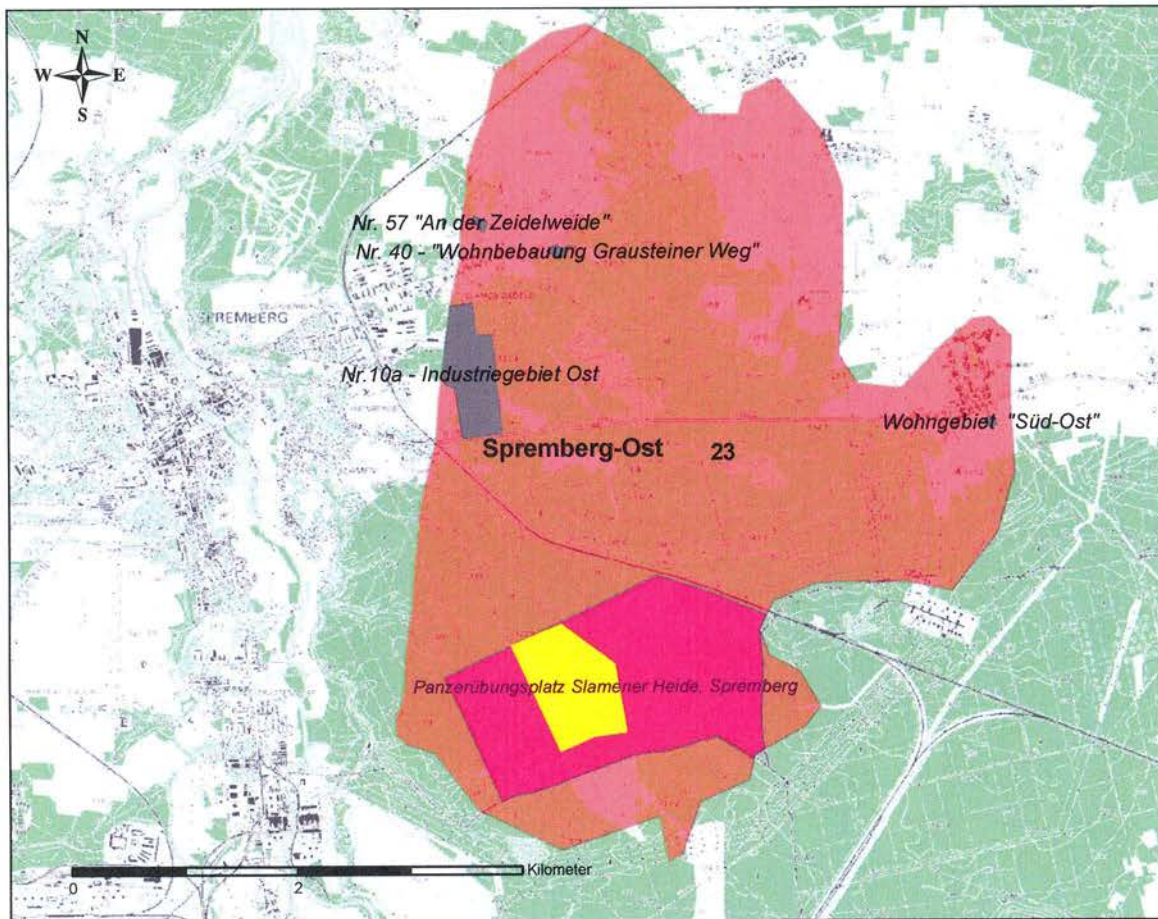 N
W E
S
Nr. 57 "An der Zeidelweide"
Nr. 40 - "Wohnbebauung Grausteiner Weg"
SPREMBERG
Nr.10a - Industriegebiet Ost
Wohngebiet "Süd-Ost"
Spremberg-Ost 23
Panzerübungsplatz Slamener Heide, Spremberg
Kilometer
0 2